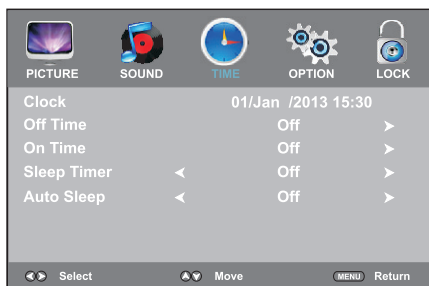 PICTURE SOUND TIME OPTION LOCK
Clock 01/Jan /2013 15:30
Off Time Off
On Time Off
Sleep Timer Off
Auto Sleep Off
Select Move MENU Return